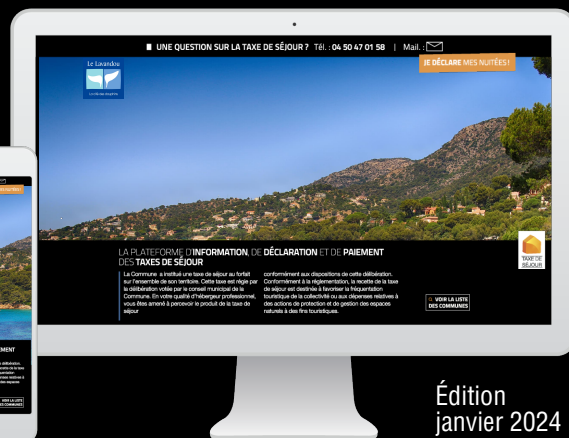 UNE QUESTION SUR LA TAXE DE SÉJOUR ? Tél. : 04 50 47 01 58 | Mail. :
JE DÉCLARE MES NUITÉES !
Le Lavandou
LA PLATEFORME D'INFORMATION, DE DÉCLARATION ET DE PAIEMENT
DES TAXES DE SÉJOUR
La Commune a institué une taxe de séjour au forfait
sur l'ensemble de son territoire. Cette taxe est régie par
la délibération votée par le conseil municipal de la
Commune. En votre qualité d'hébergeur professionnel,
vous êtes amené à percevoir le produit de la taxe de
séjour
conformément aux dispositions de cette délibération.
Conformément à la réglementation, la recette de la taxe
de séjour est destinée à favoriser la fréquentation
touristique de la collectivité ou aux dépenses relatives à
des actions de protection et de gestion des espaces
naturels à des fins touristiques.
TAXE DE
SÉJOUR
VOIR LA LISTE
DES COMMUNES
EMENT
VOIR LA LISTE
DES COMMUNES
Édition
janvier 2024